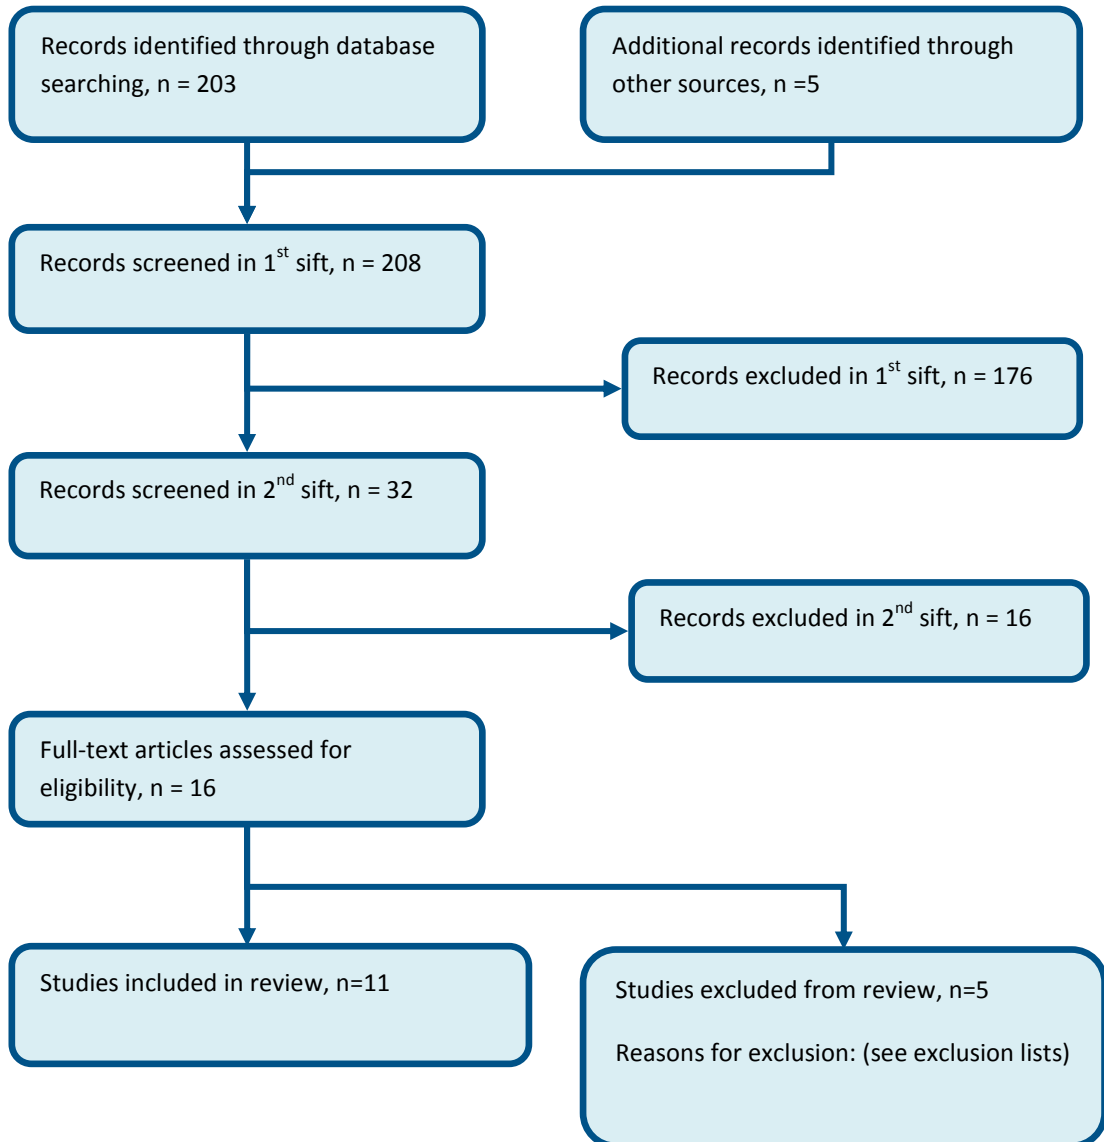 Records identified through database
searching, n = 203
Additional records identified through
other sources, n =5
Records screened in 1st sift, n = 208
Records excluded in 1st sift, n = 176
Records screened in 2nd sift, n = 32
Records excluded in 2nd sift, n = 16
Full-text articles assessed for
eligibility, n = 16
Studies included in review, n=11
Studies excluded from review, n=5
Reasons for exclusion: (see exclusion lists)